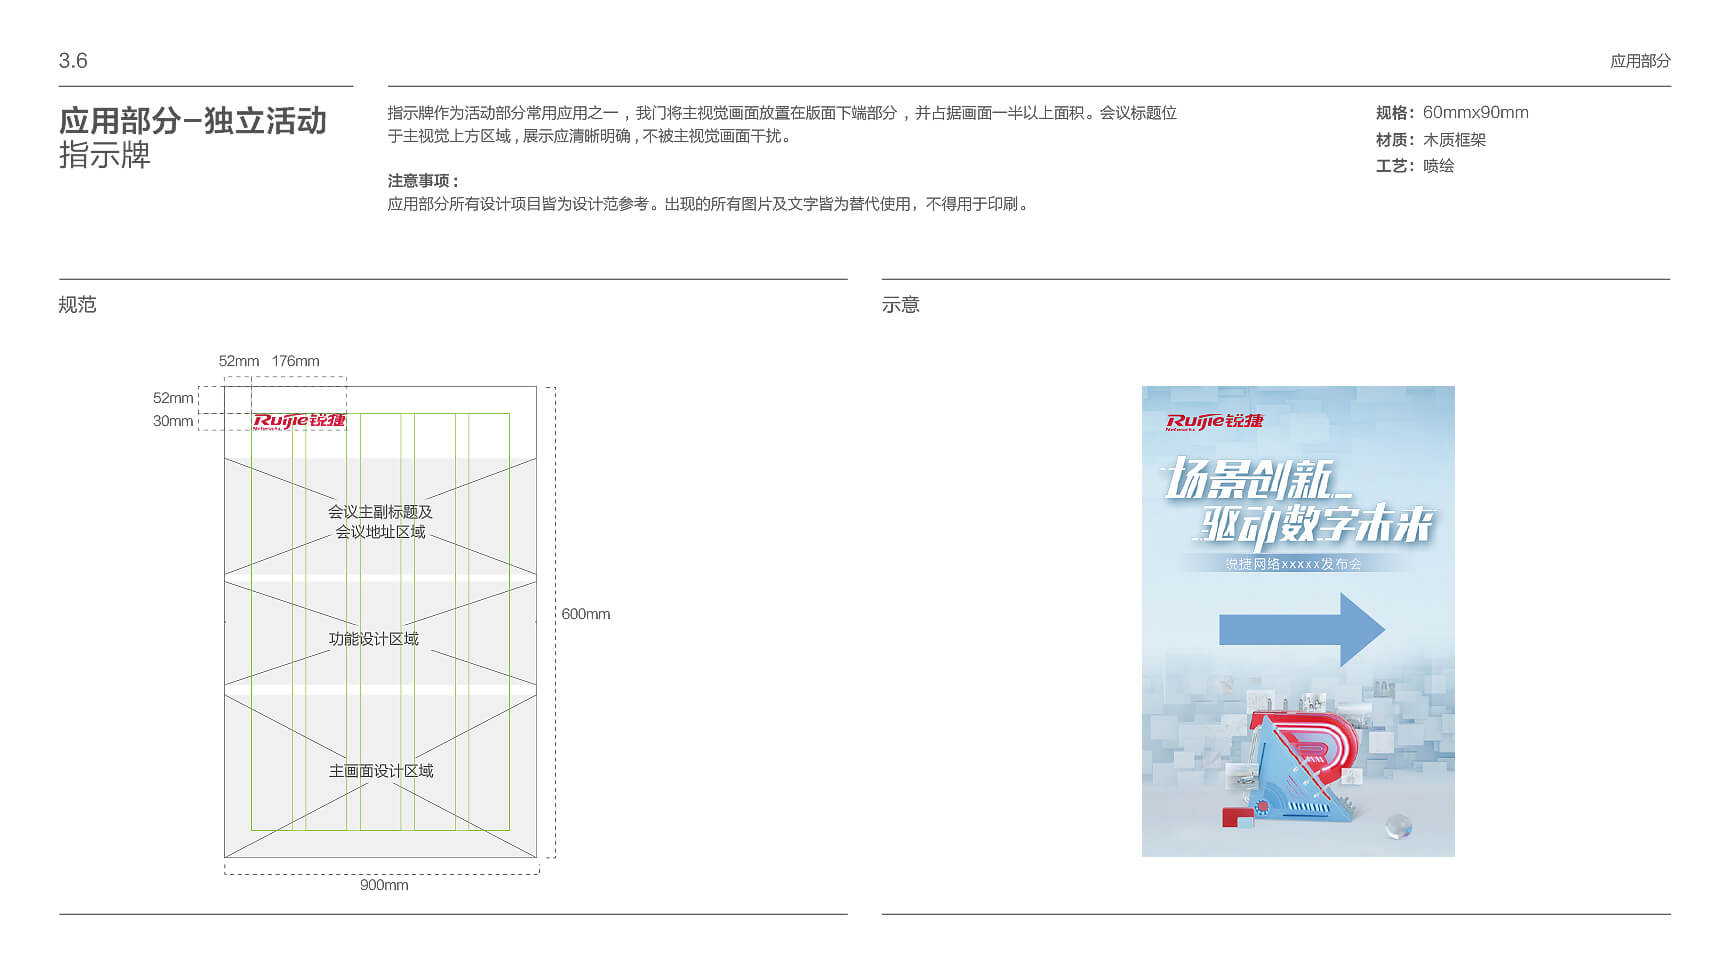 3.6
应用部分
应用部分-独立活动
指示牌
指示牌作为活动部分常用应用之一，我门将主视觉画面放置在版面下端部分，并占据画面一半以上面积。会议标题位
于主视觉上方区域,展示应清晰明确,不被主视觉画面干扰。
注意事项：
应用部分所有设计项目皆为设计范参考。出现的所有图片及文字皆为替代使用，不得用于印刷。
规格：60mmx90mm
材质：木质框架
工艺：喷绘
规范
52mm 176mm
52mm
30mm
Ruijie锐捷
Networks
会议主副标题及
会议地址区域
功能设计区域
主画面设计区域
600mm
900mm
示意
Ruijie锐捷
Networks
场景创新_
驱动数字未来
锐捷网络xxxxx发布会